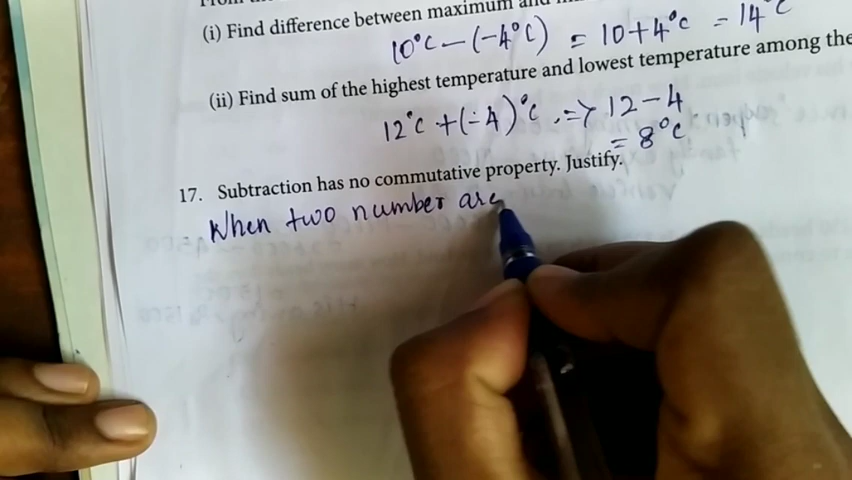 (i) Find difference between maximum and
10°C – (–4°C) = 10+4°C = 14°C
(ii) Find sum of the highest temperature and lowest temperature among the
12°C + (–4)°C => 12 – 4
= 8°C
17. Subtraction has no commutative property. Justify.
When two number are